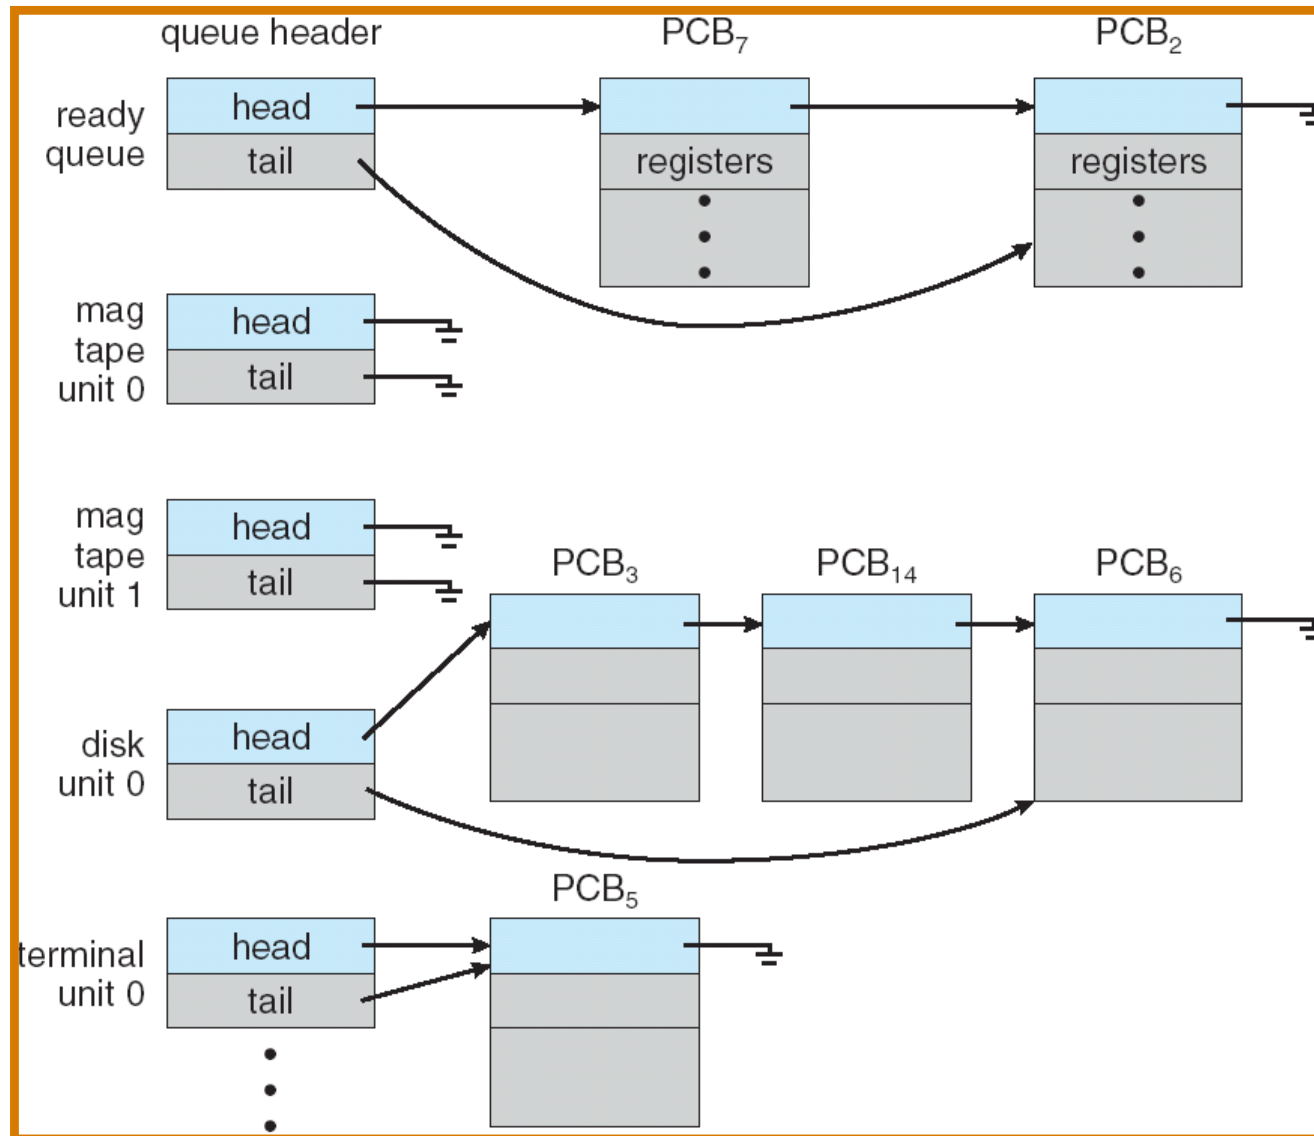 queue header
PCB7
PCB2
ready
queue
head
tail
registers
registers
mag
tape
unit 0
head
tail
mag
tape
unit 1
head
tail
PCB3
PCB14
PCB6
disk
unit 0
head
tail
PCB5
terminal
unit 0
head
tail